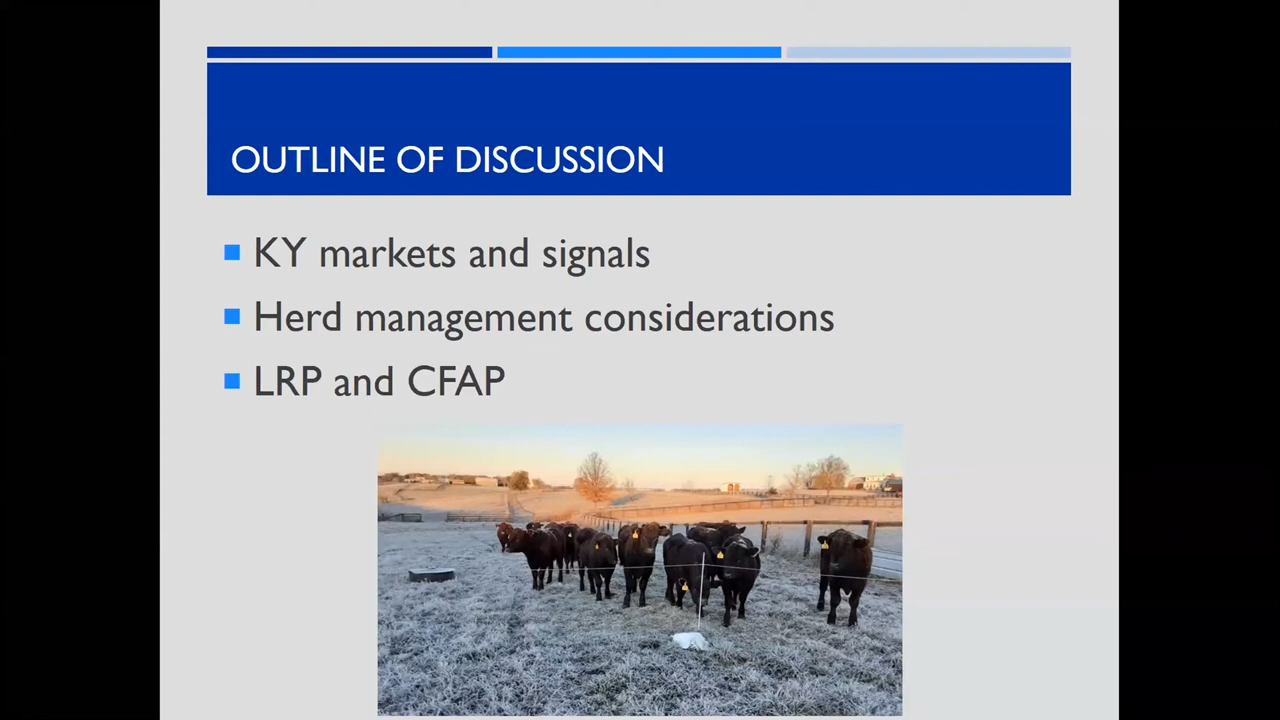 OUTLINE OF DISCUSSION
KY markets and signals
Herd management considerations
LRP and CFAP